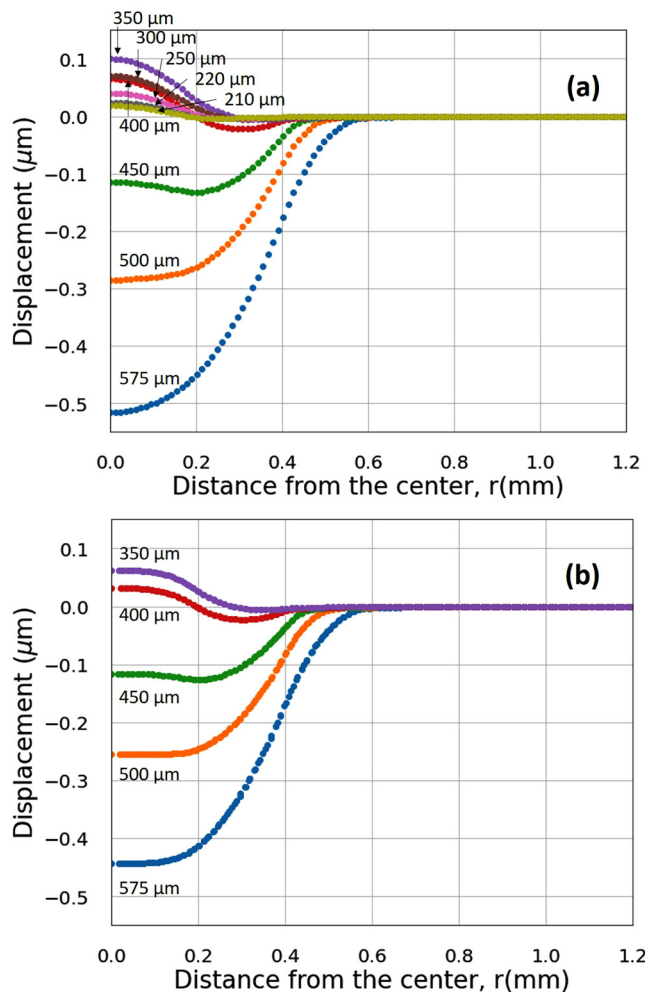 350 μm
300 μm
250 μm
220 μm
210 μm
400 μm
450 μm
500 μm
575 μm
(a)
0.1
0.0
−0.1
−0.2
−0.3
−0.4
−0.5
Displacement (μm)
0.0 0.2 0.4 0.6 0.8 1.0 1.2
Distance from the center, r(mm)
350 μm
400 μm
450 μm
500 μm
575 μm
(b)
0.1
0.0
−0.1
−0.2
−0.3
−0.4
−0.5
Displacement (μm)
0.0 0.2 0.4 0.6 0.8 1.0 1.2
Distance from the center, r(mm)